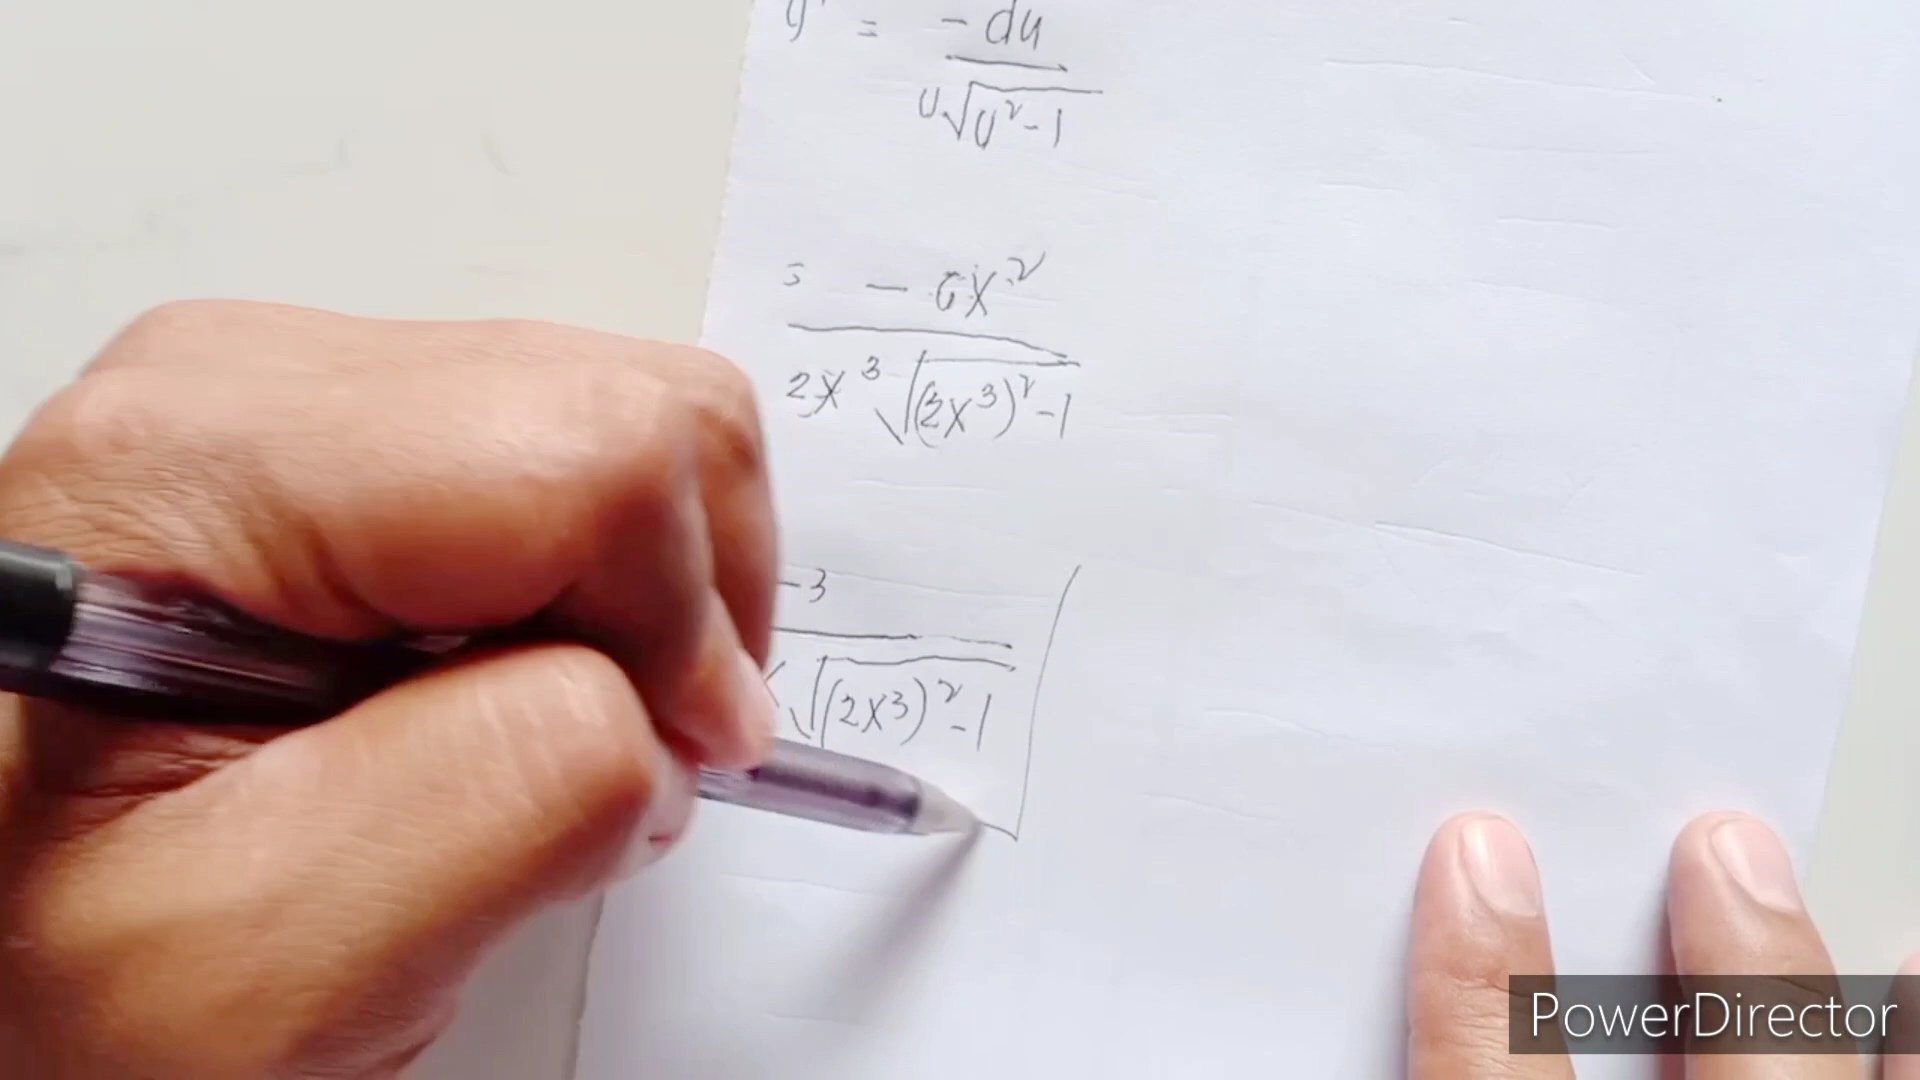 y' = -du
u√u²-1
= - 6x²
2x³√(2x³)²-1
-3
√(2x³)²-1
PowerDirector